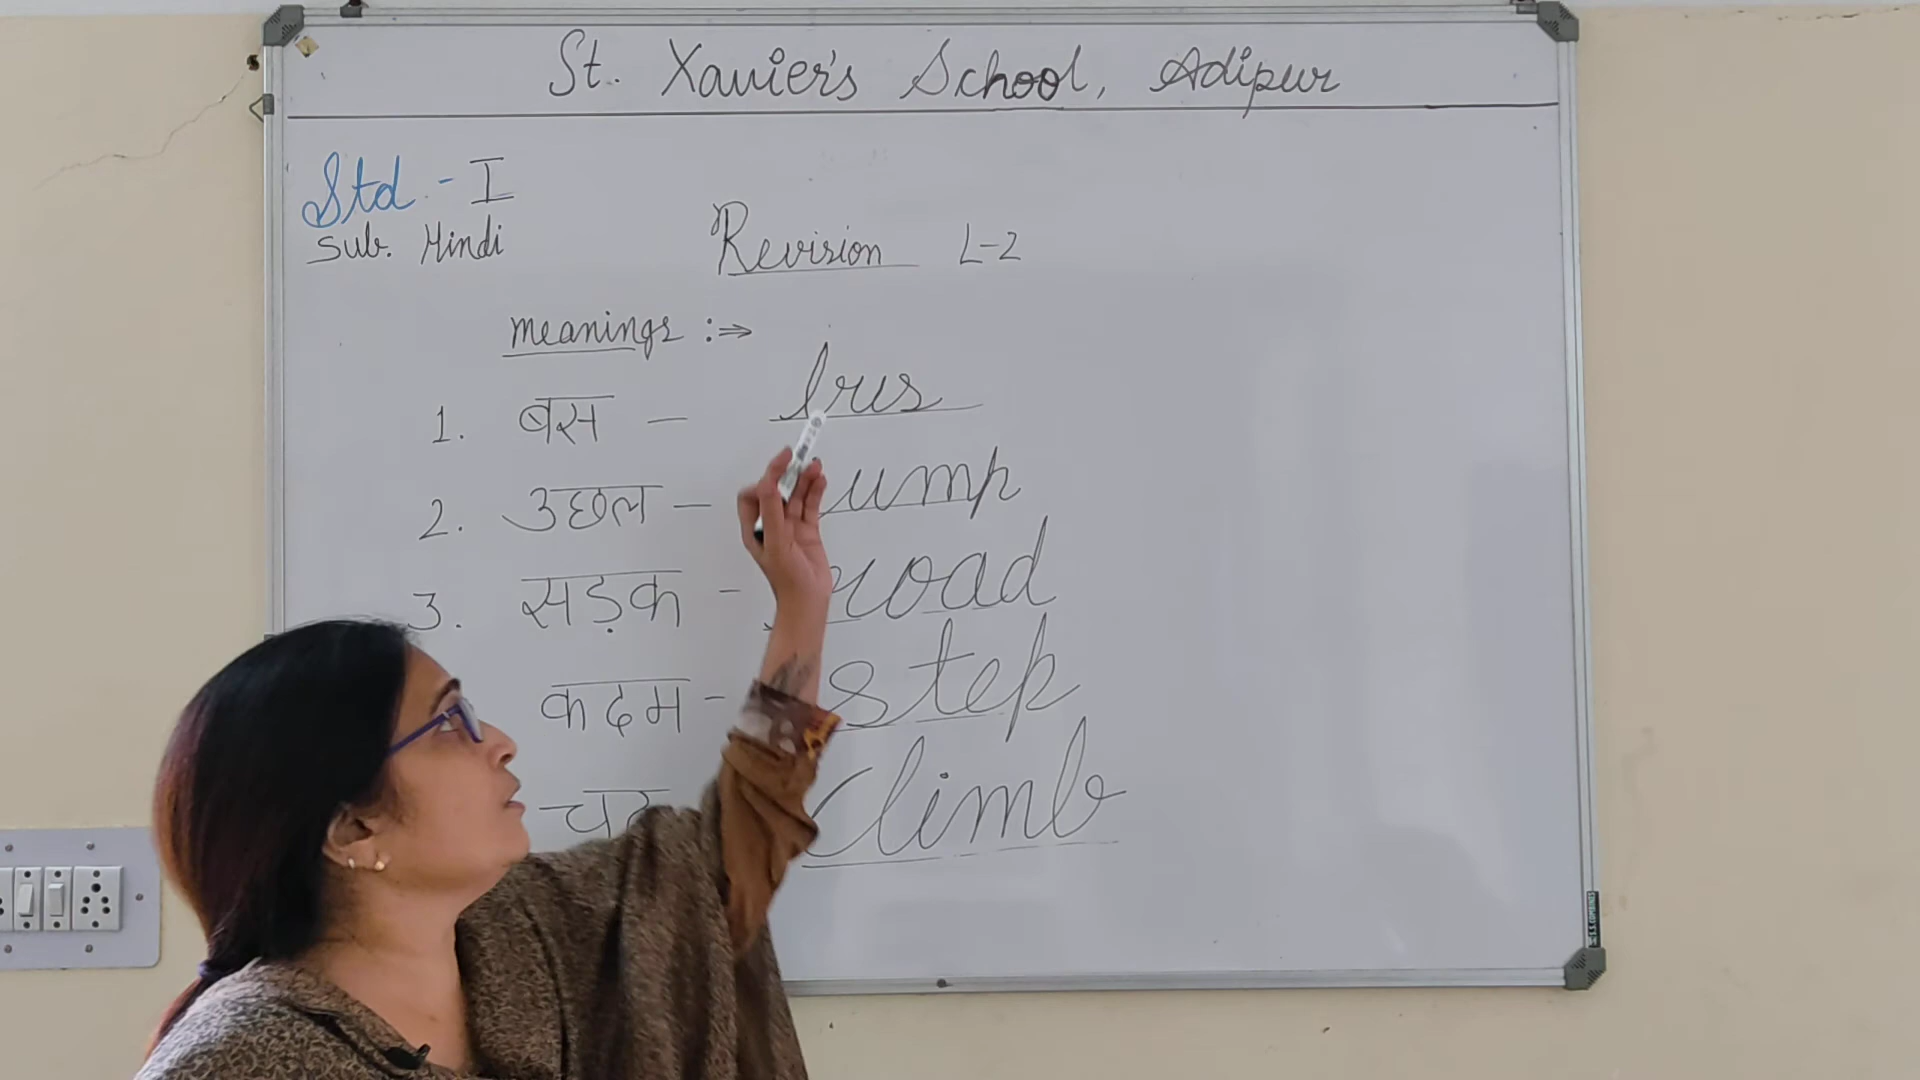 St. Xavier's School, Adipur
Std - I
Sub. Hindi
Revision L-2
meanings :⇒
1. बस — bus
2. उछल — ump
3. सड़क - road
कदम - step
climb